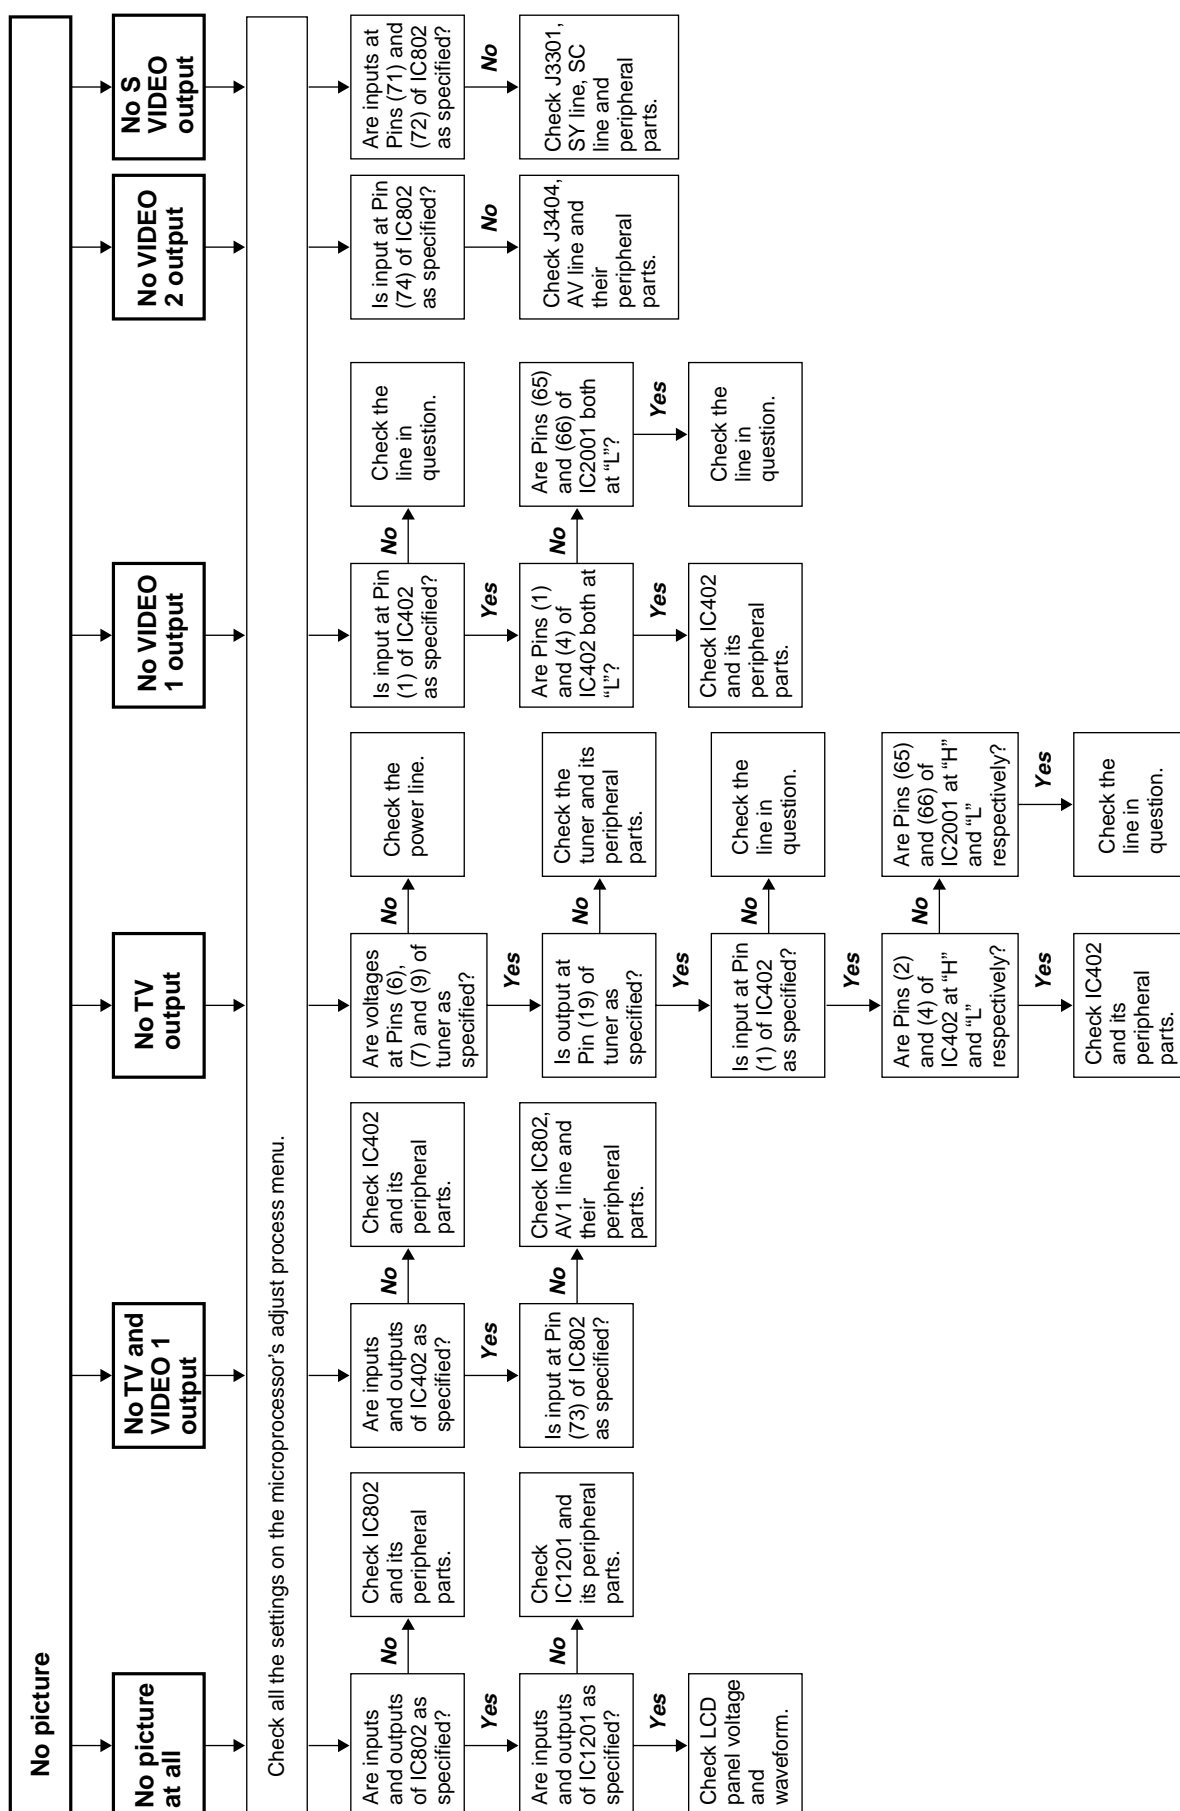 No picture
No picture
at all
No TV and
VIDEO 1
output
No TV
output
No VIDEO
1 output
No VIDEO
2 output
No S
VIDEO
output
Check all the settings on the microprocessor's adjust process menu.
Are inputs
and outputs
of IC802 as
specified?
No
Check IC802
and its
peripheral
parts.
Yes
Are inputs
and outputs
of IC1201 as
specified?
No
Check
IC1201 and
its peripheral
parts.
Yes
Check LCD
panel voltage
and
waveform.
Are inputs
and outputs
of IC402 as
specified?
No
Check IC402
and its
peripheral
parts.
Yes
Is input at Pin
(73) of IC802
as specified?
No
Check IC802,
AV1 line and
their
peripheral
parts.
Are voltages
at Pins (6),
(7) and (9) of
tuner as
specified?
No
Check the
power line.
Yes
Is output at
Pin (19) of
tuner as
specified?
No
Check the
tuner and its
peripheral
parts.
Yes
Is input at Pin
(1) of IC402
as specified?
No
Check the
line in
question.
Yes
Are Pins (2)
and (4) of
IC402 at “H”
and “L”
respectively?
No
Are Pins (65)
and (66) of
IC2001 at “H”
and “L”
respectively?
Yes
Check IC402
and its
peripheral
parts.
Yes
Check the
line in
question.
Is input at Pin
(1) of IC402
as specified?
No
Check the
line in
question.
Yes
Are Pins (1)
and (4) of
IC402 both at
“L”?
No
Are Pins (65)
and (66) of
IC2001 both
at “L”?
Yes
Check IC402
and its
peripheral
parts.
Yes
Check the
line in
question.
Is input at Pin
(74) of IC802
as specified?
No
Check J3404,
AV line and
their
peripheral
parts.
Are inputs at
Pins (71) and
(72) of IC802
as specified?
No
Check J3301,
SY line, SC
line and
peripheral
parts.